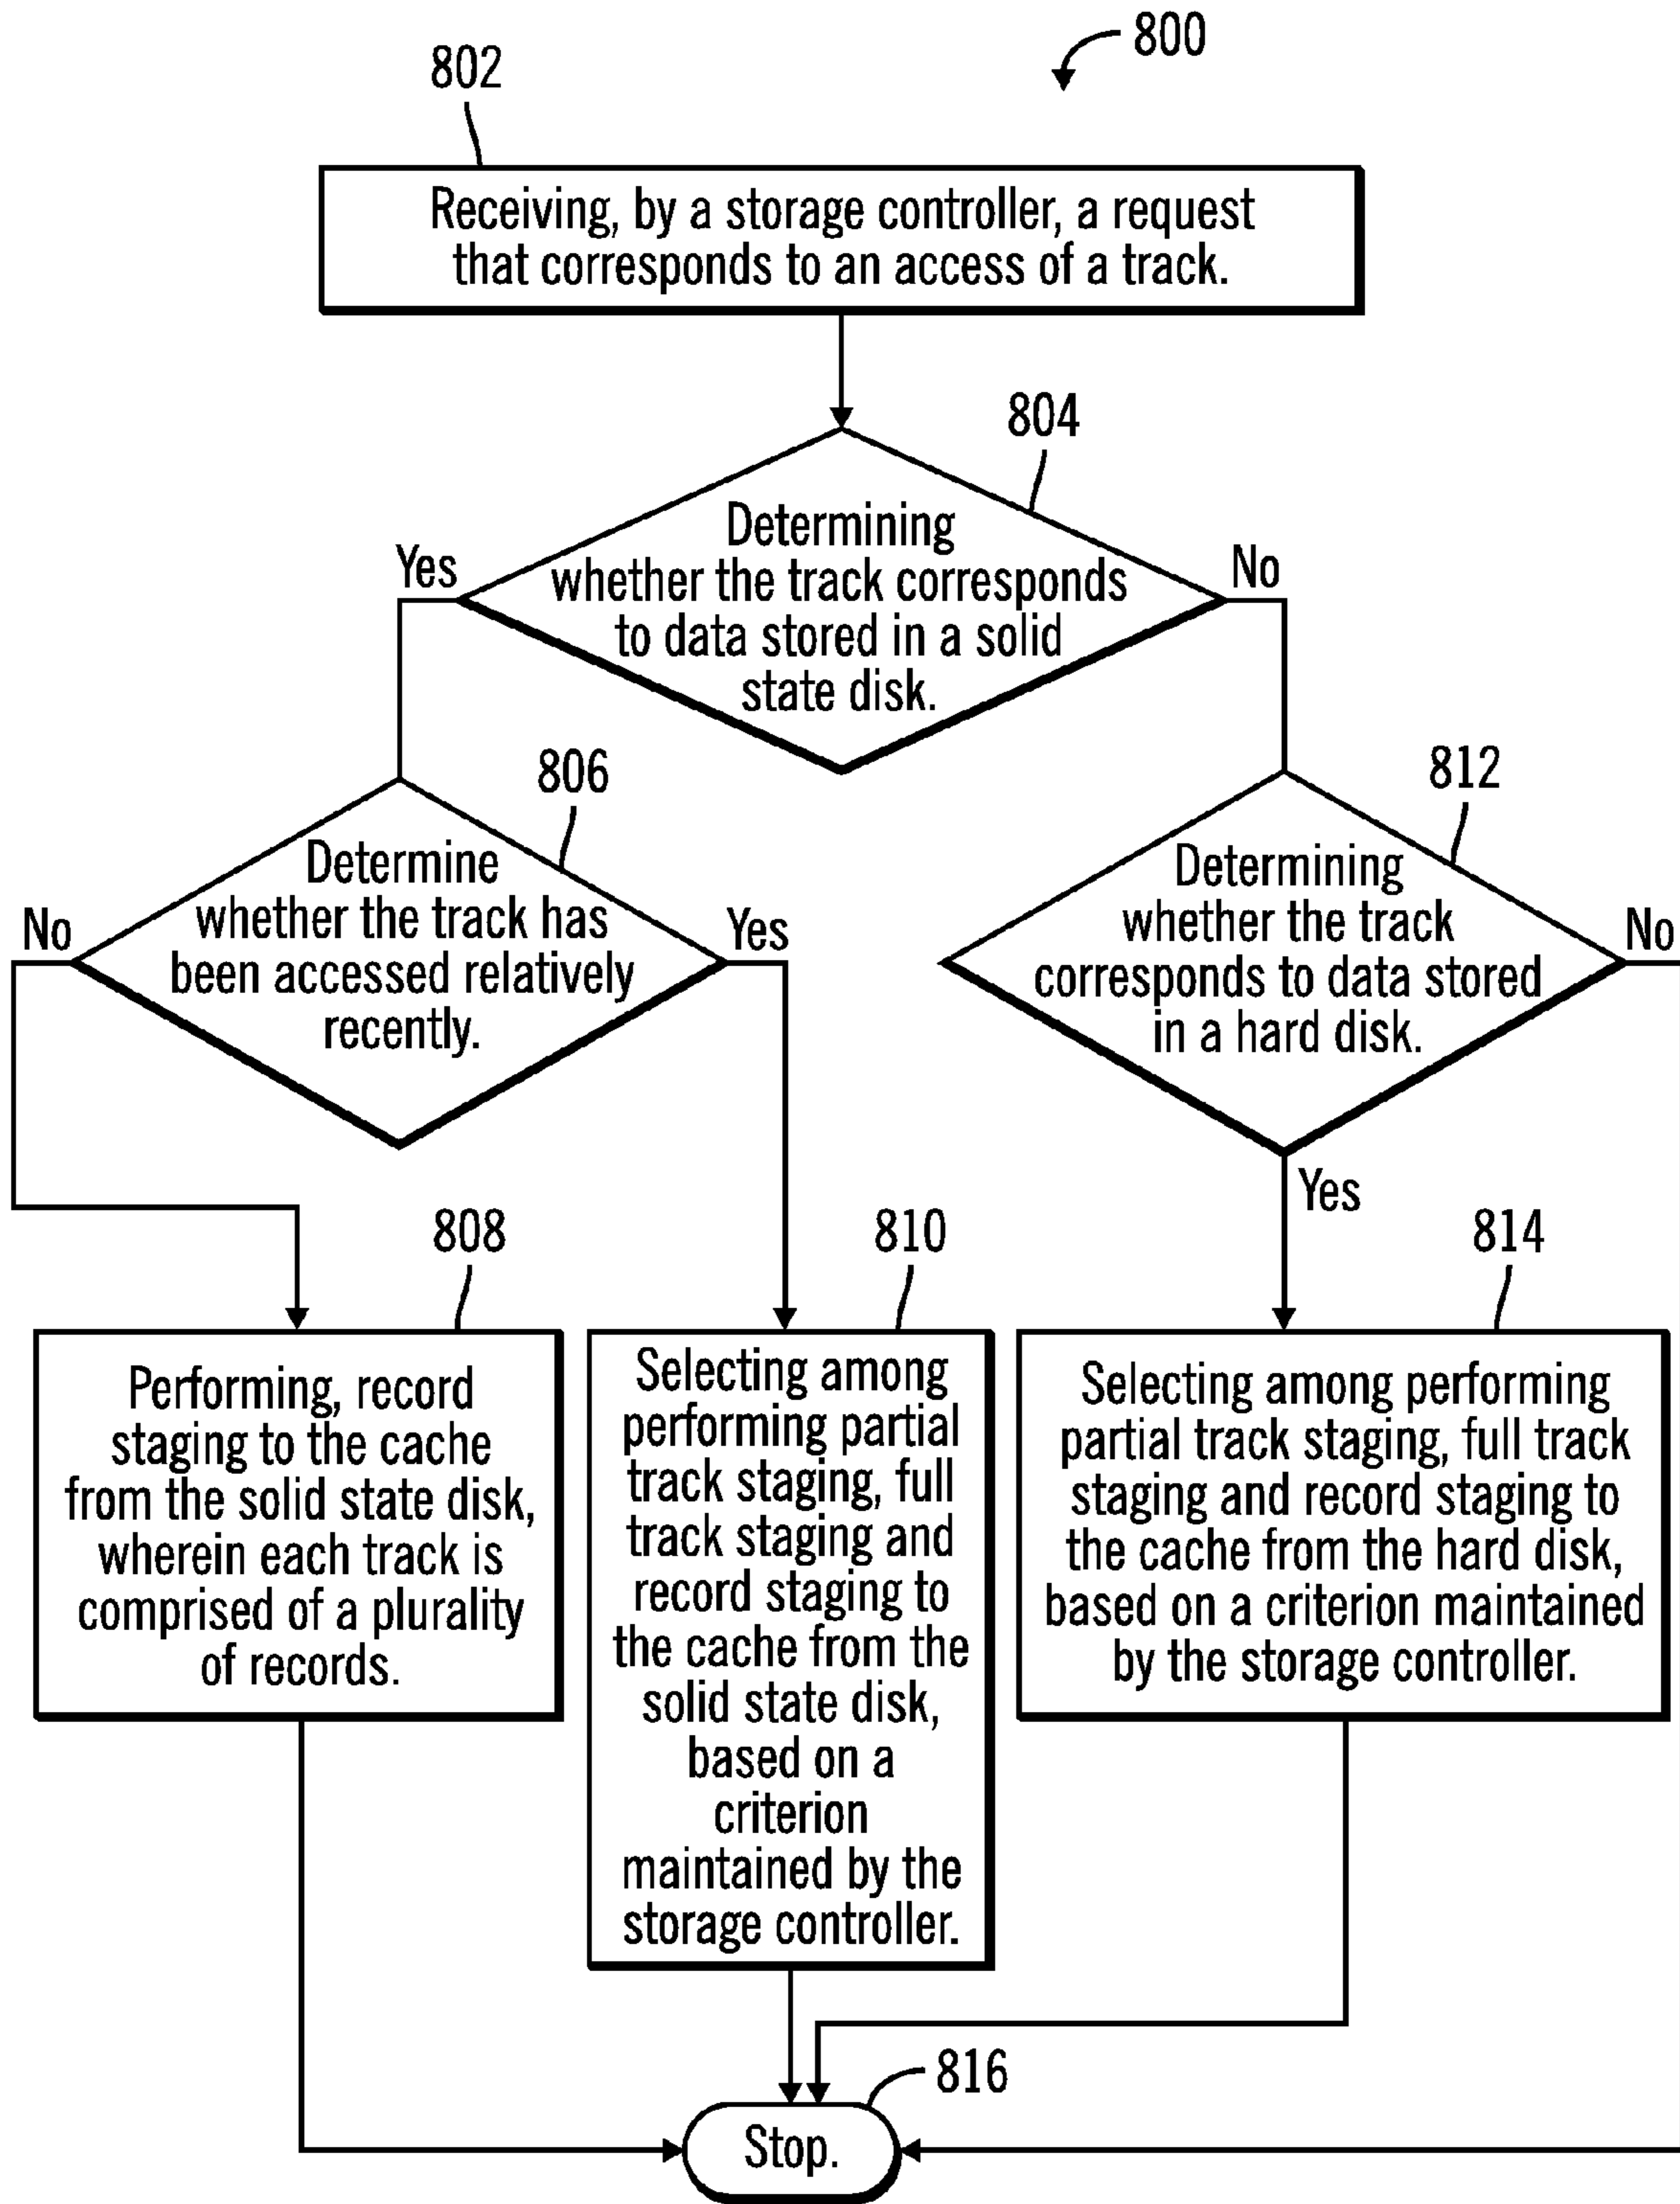 800
802
Receiving, by a storage controller, a request
that corresponds to an access of a track.
804
Determining
whether the track corresponds
to data stored in a solid
state disk.
Yes
No
806
Determine
whether the track has
been accessed relatively
recently.
No
Yes
812
Determining
whether the track
corresponds to data stored
in a hard disk.
No
Yes
808
Performing, record
staging to the cache
from the solid state disk,
wherein each track is
comprised of a plurality
of records.
810
Selecting among
performing partial
track staging, full
track staging and
record staging to
the cache from the
solid state disk,
based on a
criterion
maintained by the
storage controller.
814
Selecting among performing
partial track staging, full track
staging and record staging to
the cache from the hard disk,
based on a criterion maintained
by the storage controller.
816
Stop.